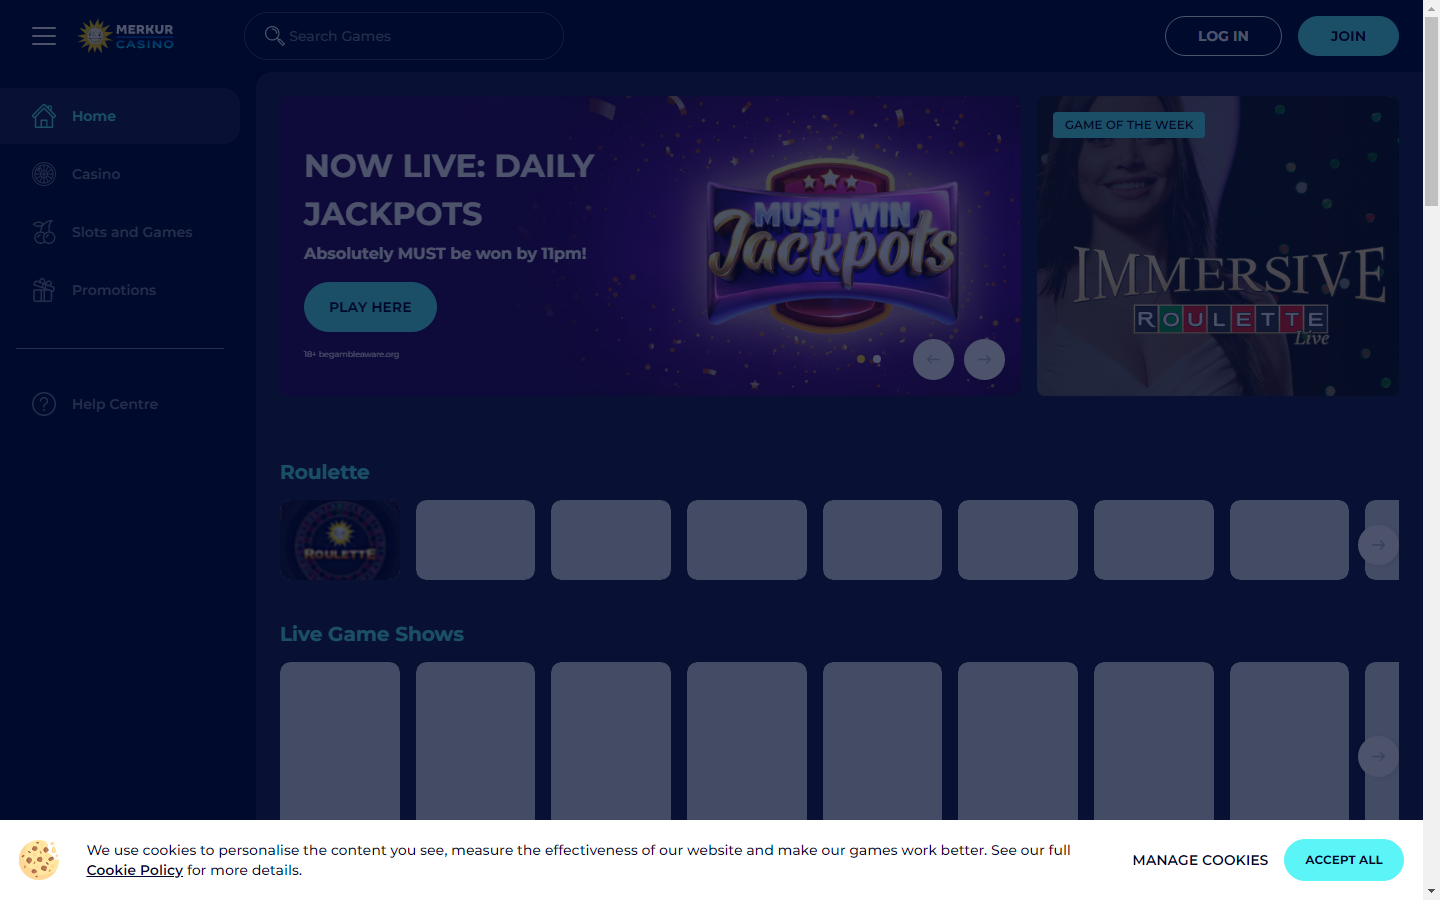 MERKUR
CASINO
Search Games
LOG IN
JOIN
Home
Casino
Slots and Games
Promotions
Help Centre
NOW LIVE: DAILY
JACKPOTS
Absolutely MUST be won by 11pm!
PLAY HERE
18+ begambleaware.org
MUST WIN
Jackpots
GAME OF THE WEEK
IMMERSIVE
ROULETTE
Live
Roulette
ROULETTE
Live Game Shows
We use cookies to personalise the content you see, measure the effectiveness of our website and make our games work better. See our full
Cookie Policy for more details.
MANAGE COOKIES
ACCEPT ALL